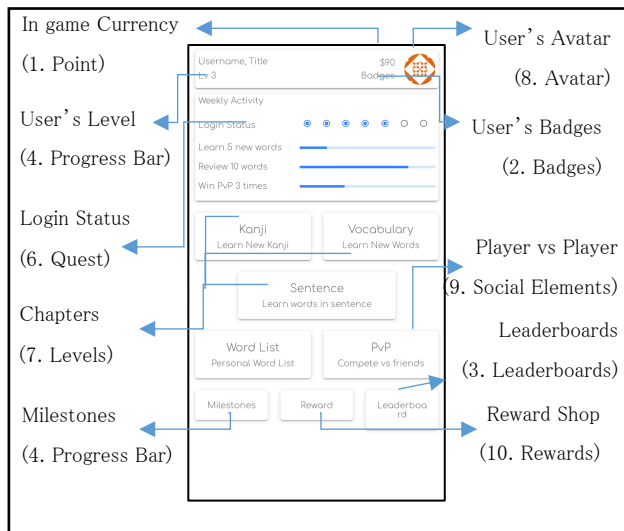 In game Currency
(1. Point)
User's Level
(4. Progress Bar)
Login Status
(6. Quest)
Chapters
(7. Levels)
Milestones
(4. Progress Bar)
Username, Title
Lv 3
$90
Badges
Weekly Activity
Login Status
Learn 5 new words
Review 10 words
Win PvP 3 times
Kanji
Learn New Kanji
Vocabulary
Learn New Words
Sentence
Learn words in sentence
Word List
Personal Word List
PvP
Compete vs friends
Milestones
Reward
Leaderboa
rd
User's Avatar
(8. Avatar)
User's Badges
(2. Badges)
Player vs Player
(9. Social Elements)
Leaderboards
(3. Leaderboards)
Reward Shop
(10. Rewards)